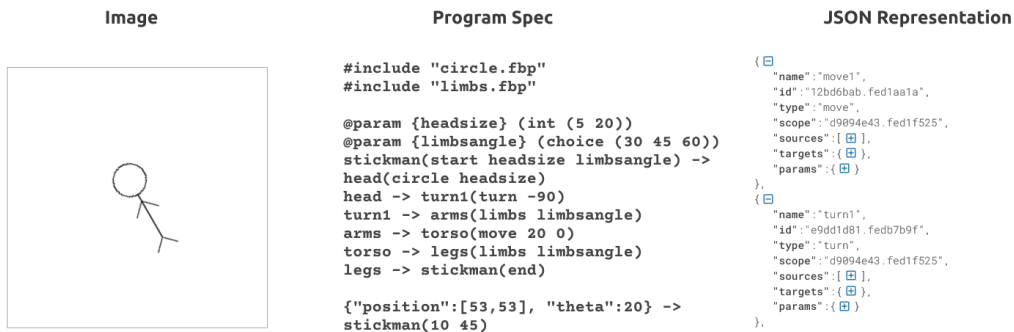 Image
Program Spec
JSON Representation
#include "circle.fbp"
#include "limbs.fbp"
@param {headsize} (int (5 20))
@param {limbsangle} (choice (30 45 60))
stickman(start headsize limbsangle) ->
head(circle headsize)
head -> turn1(turn -90)
turn1 -> arms(limbs limbsangle)
arms -> torso(move 20 0)
torso -> legs(limbs limbsangle)
legs -> stickman(end)
{"position":[53,53], "theta":20} ->
stickman(10 45)
{
"name":"move1",
"id":"12bd6bab.fed1aa1a",
"type":"move",
"scope":"d9094e43.fed1f525",
"sources":[ ],
"targets":{ },
"params":{ }
},
{
"name":"turn1",
"id":"e9dd1d81.fedb7b9f",
"type":"turn",
"scope":"d9094e43.fed1f525",
"sources":[ ],
"targets":{ },
"params":{ }
},